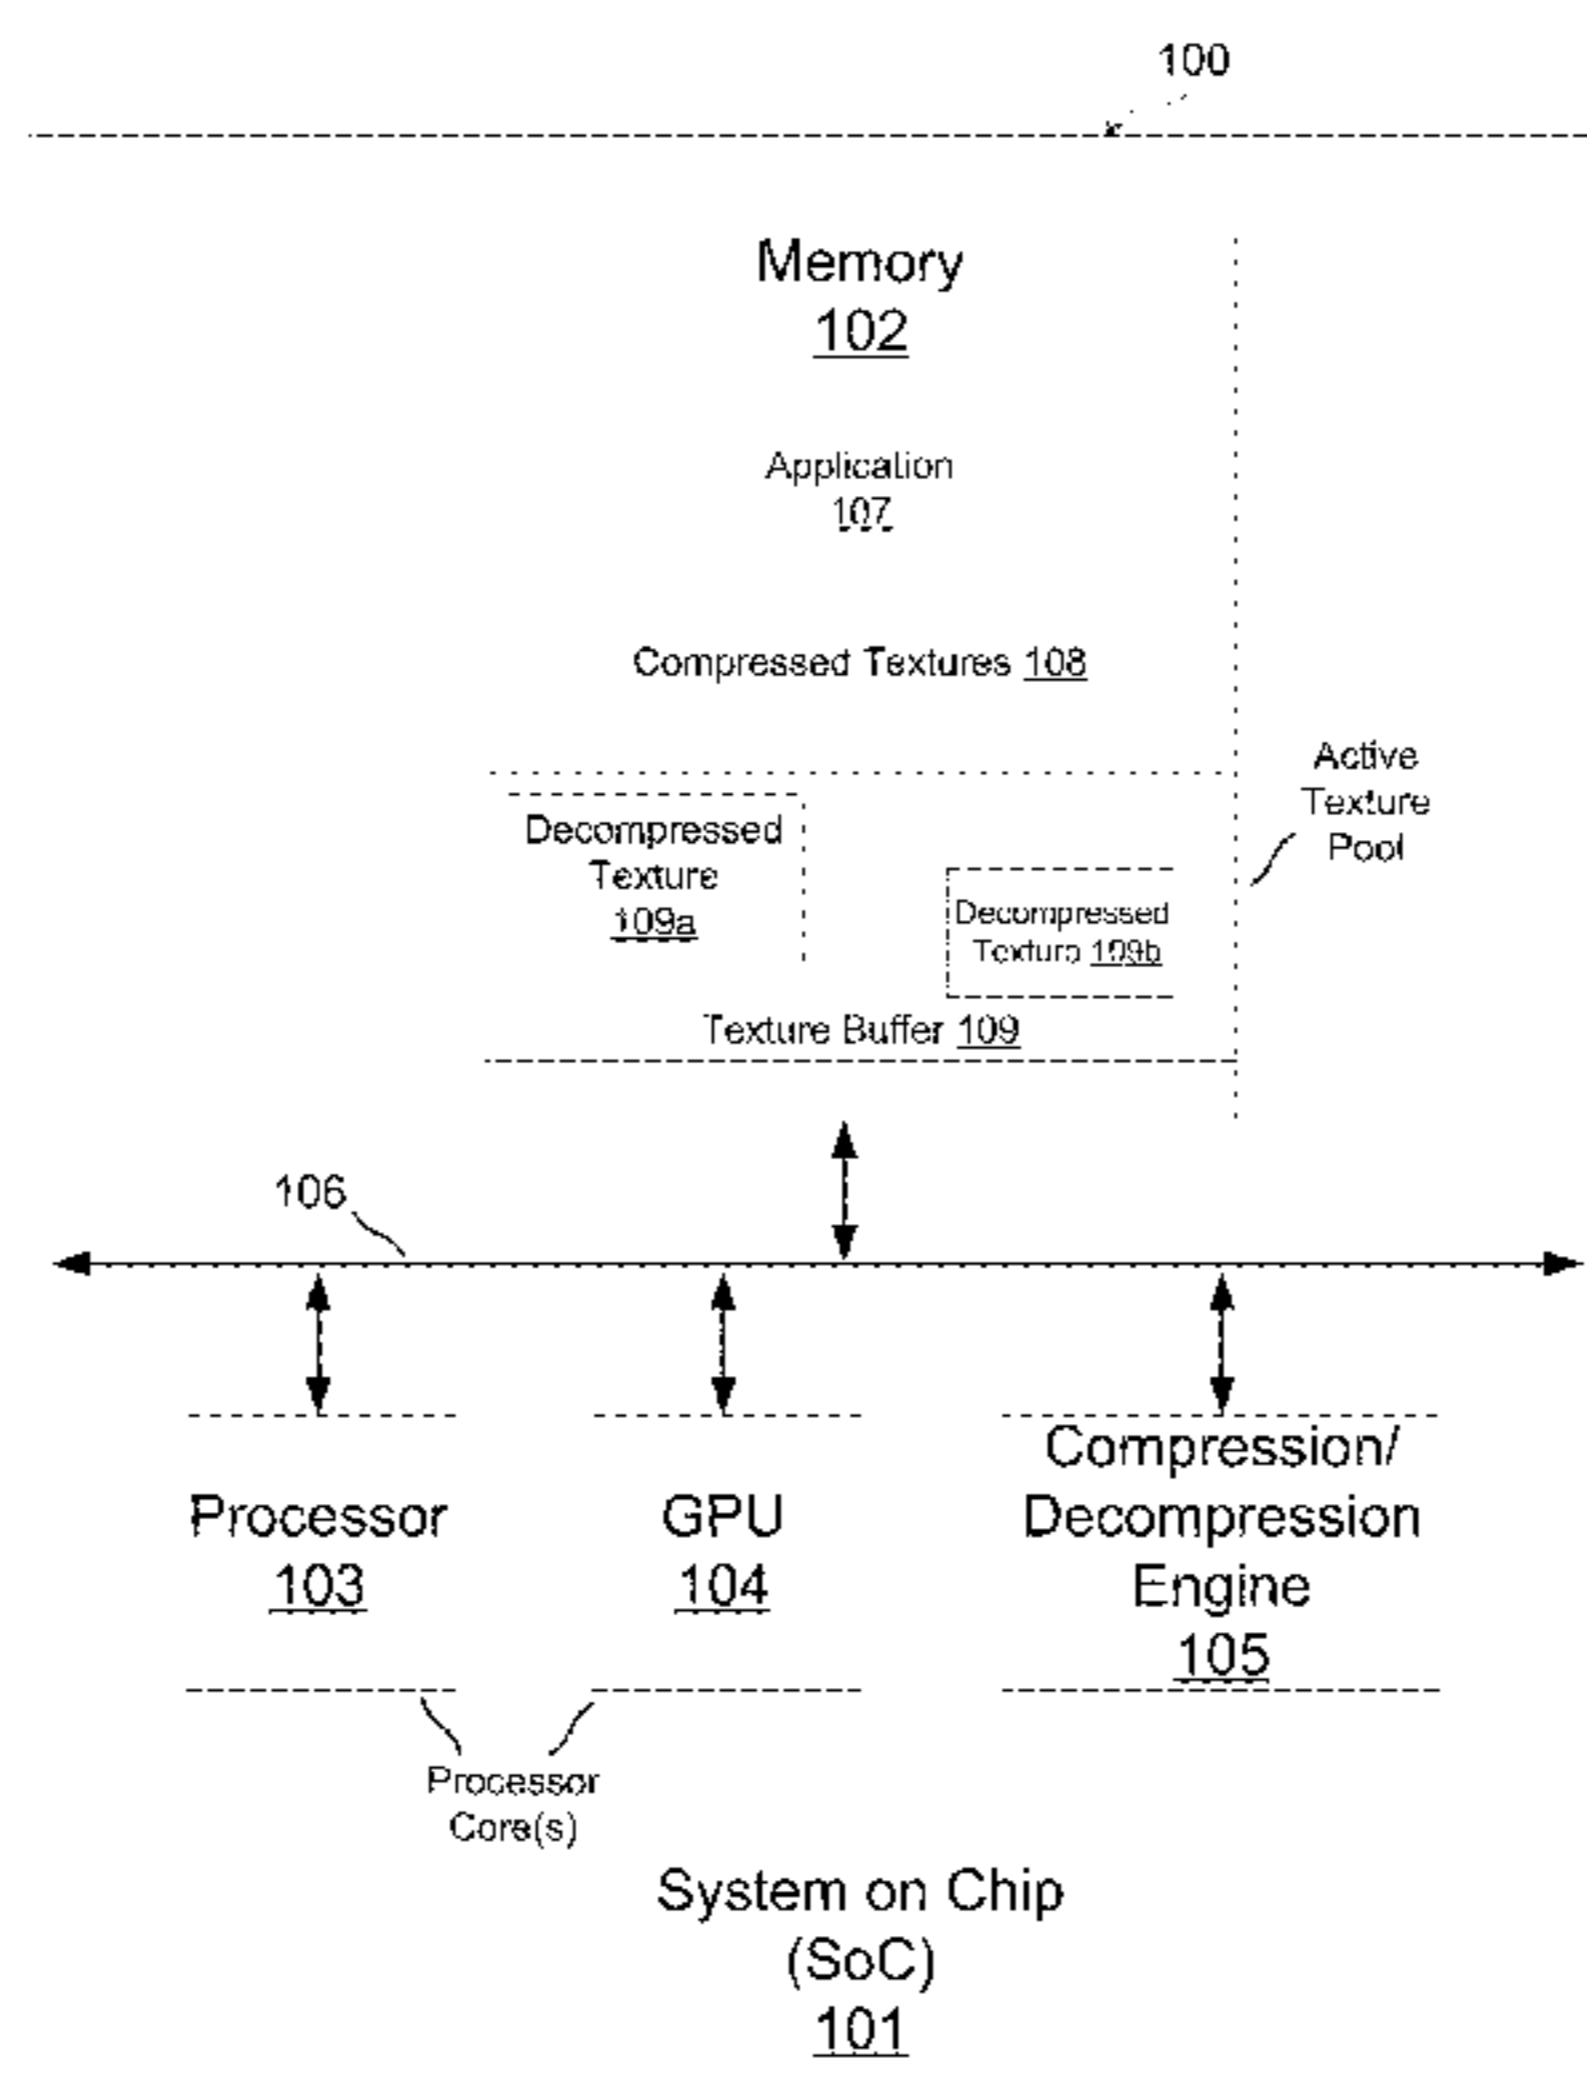 100
Memory
102
Application
107
Compressed Textures 108
Active
Texture
Pool
Decompressed
Texture
109a
Decompressed
Texture 109b
Texture Buffer 109
106
Processor
103
GPU
104
Compression/
Decompression
Engine
105
Processor
Core(s)
System on Chip
(SoC)
101